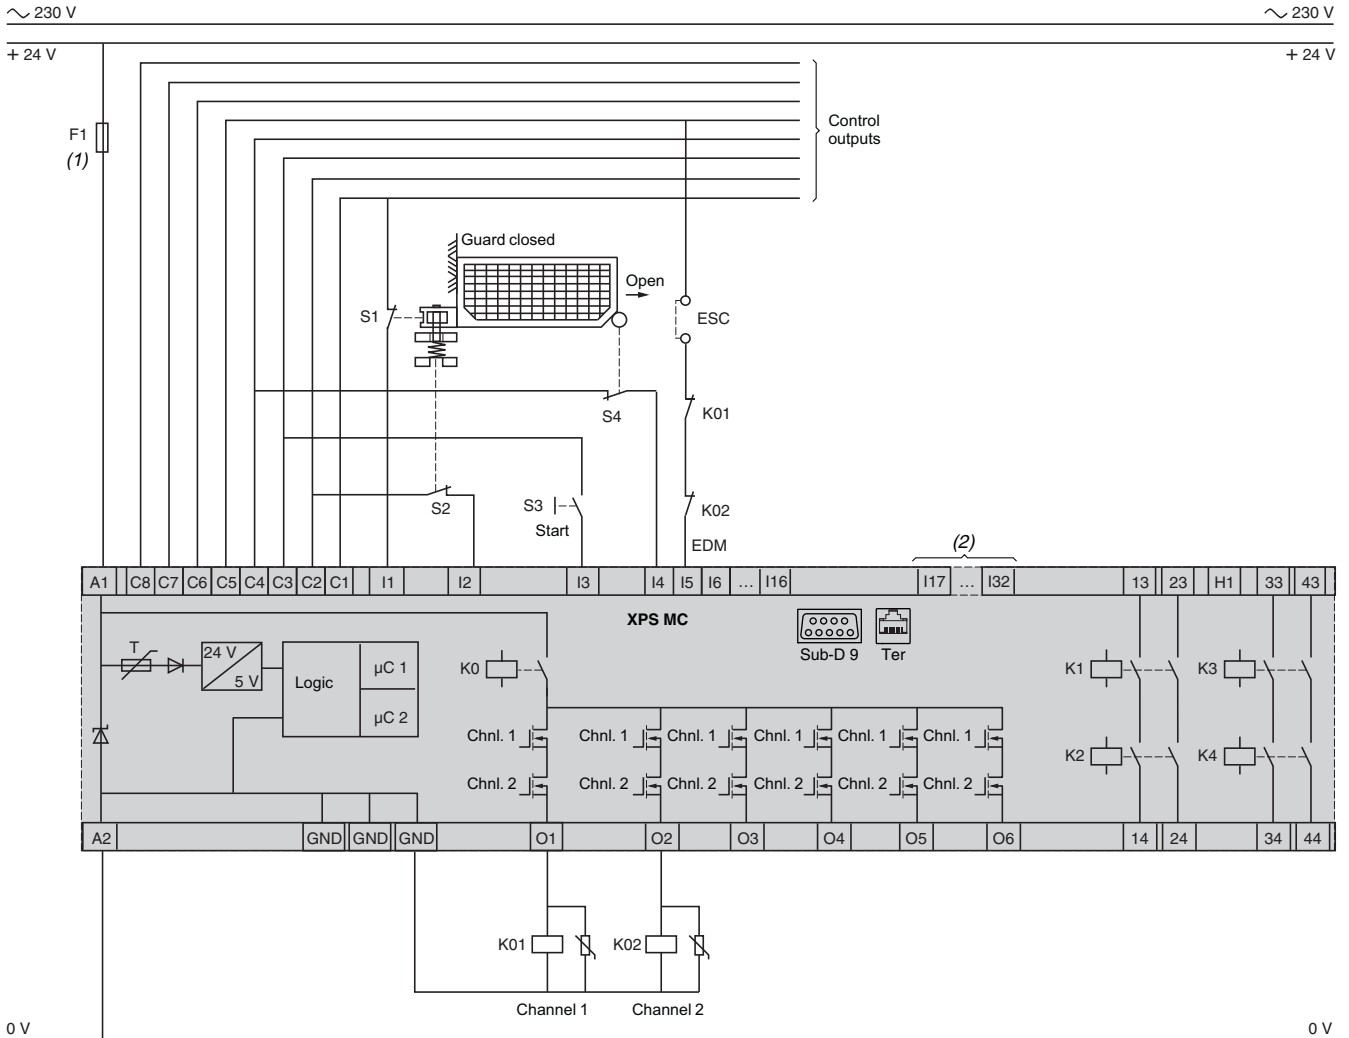 230 V 230 V
+ 24 V + 24 V
F1
(1)
Control
outputs
Guard closed
Open
S1
ESC
S4
K01
S2
S3
Start
K02
EDM
(2)
A1 C8 C7 C6 C5 C4 C3 C2 C1 I1 I2 I3 I4 I5 I6 ... I16 I17 ... I32 13 23 H1 33 43
XPS MC
Sub-D 9 Ter
T
24 V
5 V
Logic
µC 1
µC 2
K0
K1 K3
Chnl. 1 Chnl. 1 Chnl. 1 Chnl. 1 Chnl. 1 Chnl. 1
K2 K4
Chnl. 2 Chnl. 2 Chnl. 2 Chnl. 2 Chnl. 2 Chnl. 2
A2 GND GND GND O1 O2 O3 O4 O5 O6 14 24 34 44
K01 K02
Channel 1 Channel 2
0 V 0 V